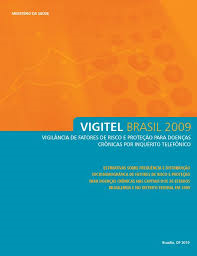 MINISTÉRIO DA SAÚDE
VIGITEL BRASIL 2009
VIGILÂNCIA DE FATORES DE RISCO E PROTEÇÃO PARA DOENÇAS
CRÔNICAS POR INQUÉRITO TELEFÔNICO
ESTIMATIVAS SOBRE FREQUÊNCIA E DISTRIBUIÇÃO
SOCIODEMOGRÁFICA DE FATORES DE RISCO E PROTEÇÃO
PARA DOENÇAS CRÔNICAS NAS CAPITAIS DOS 26 ESTADOS
BRASILEIROS E NO DISTRITO FEDERAL EM 2009
Brasília, DF 2010